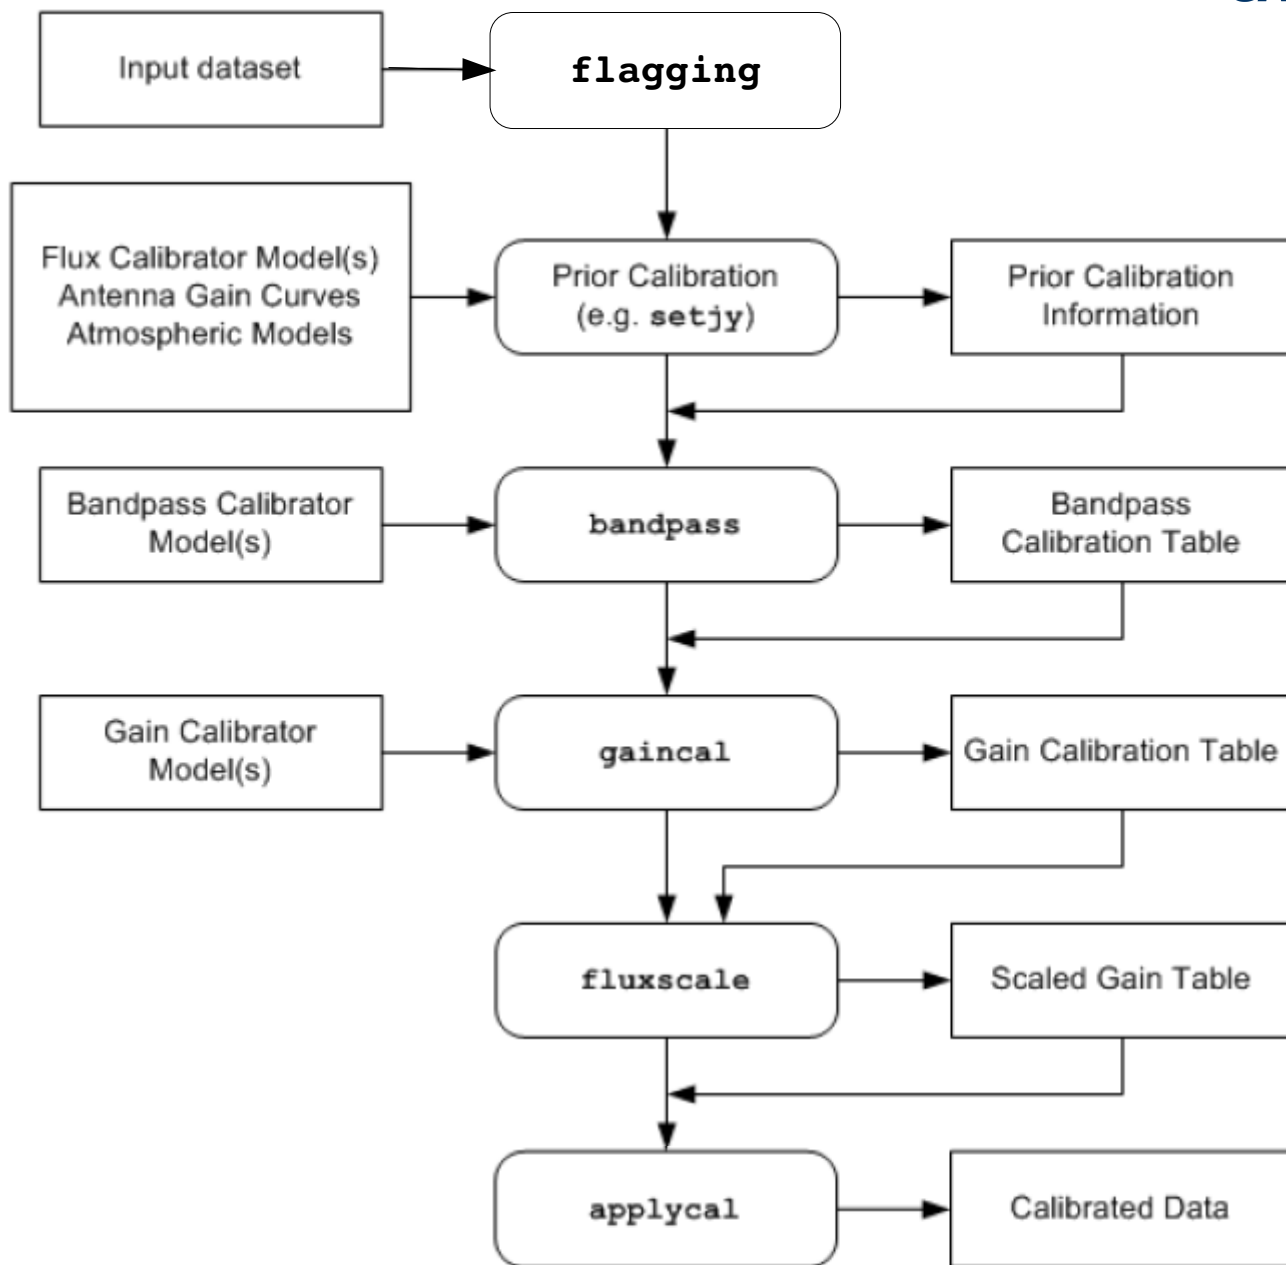 Input dataset
flagging
Flux Calibrator Model(s)
Antenna Gain Curves
Atmospheric Models
Prior Calibration
(e.g. setjy)
Prior Calibration
Information
Bandpass Calibrator
Model(s)
bandpass
Bandpass
Calibration Table
Gain Calibrator
Model(s)
gaincal
Gain Calibration Table
fluxscale
Scaled Gain Table
applycal
Calibrated Data